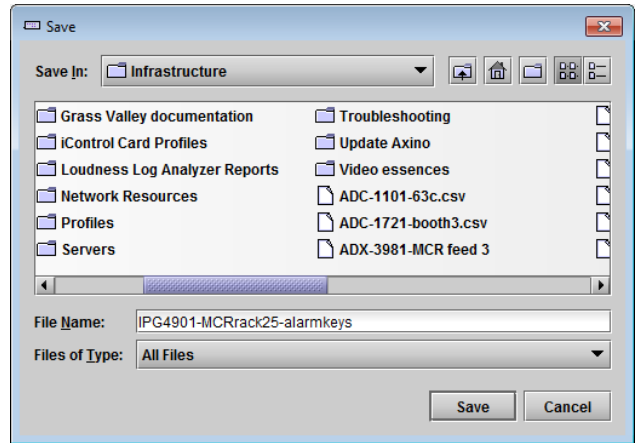 Save
Save In: Infrastructure
Grass Valley documentation
iControl Card Profiles
Loudness Log Analyzer Reports
Network Resources
Profiles
Servers
Troubleshooting
Update Axino
Video essences
ADC-1101-63c.csv
ADC-1721-booth3.csv
ADX-3981-MCR feed 3
File Name: IPG4901-MCRrack25-alarmkeys
Files of Type: All Files
Save Cancel